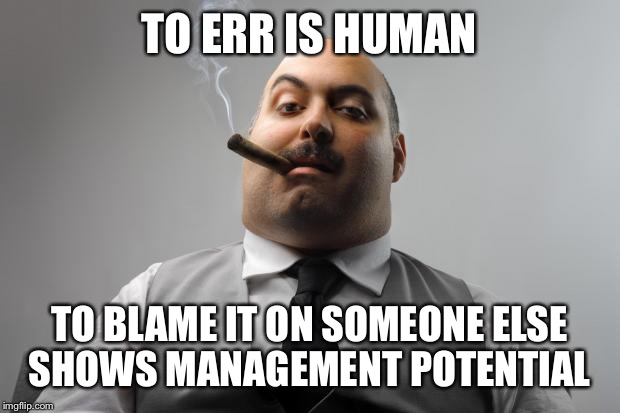 TO ERR IS HUMAN
TO BLAME IT ON SOMEONE ELSE
SHOWS MANAGEMENT POTENTIAL
imgflip.com